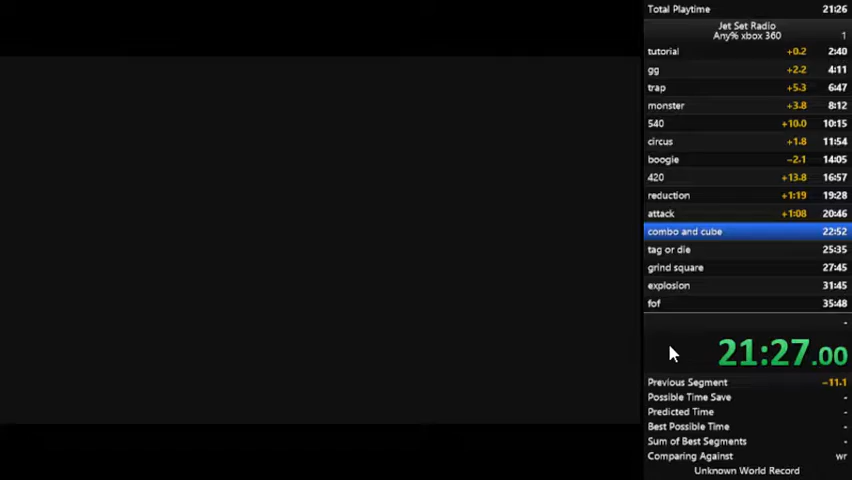 Total Playtime 21:26
Jet Set Radio
Any% xbox 360 1
tutorial +0.2 2:40
gg +2.2 4:11
trap +5.3 6:47
monster +3.8 8:12
540 +10.0 10:15
circus +1.8 11:54
boogie −2.1 14:05
420 +13.8 16:57
reduction +1:19 19:28
attack +1:08 20:46
combo and cube 22:52
tag or die 25:35
grind square 27:45
explosion 31:45
fof 35:48
-
21:27.00
Previous Segment −11.1
Possible Time Save -
Predicted Time -
Best Possible Time -
Sum of Best Segments -
Comparing Against wr
Unknown World Record